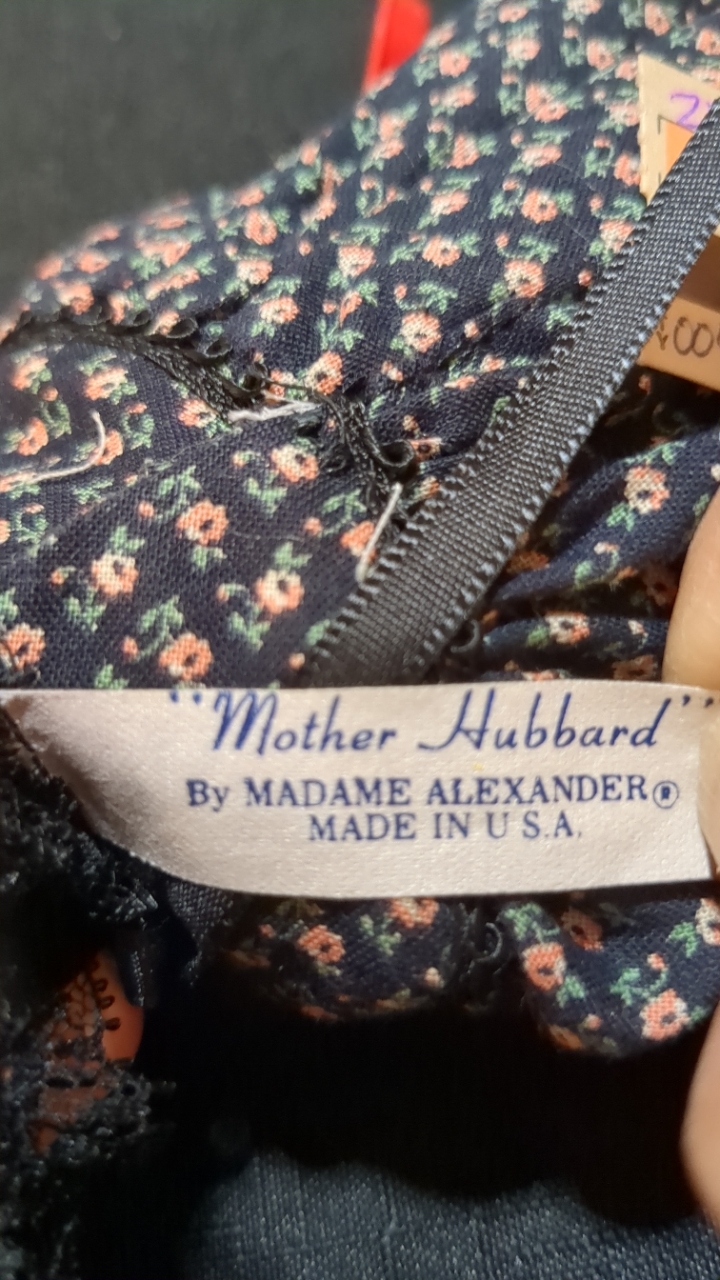 "Mother Hubbard"
By MADAME ALEXANDER®
MADE IN U S.A.